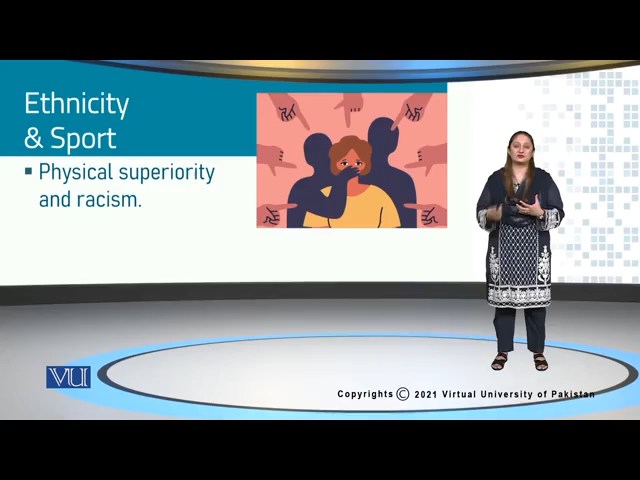 Ethnicity
& Sport
▪ Physical superiority
and racism.
VU
Copyrights © 2021 Virtual University of Pakistan